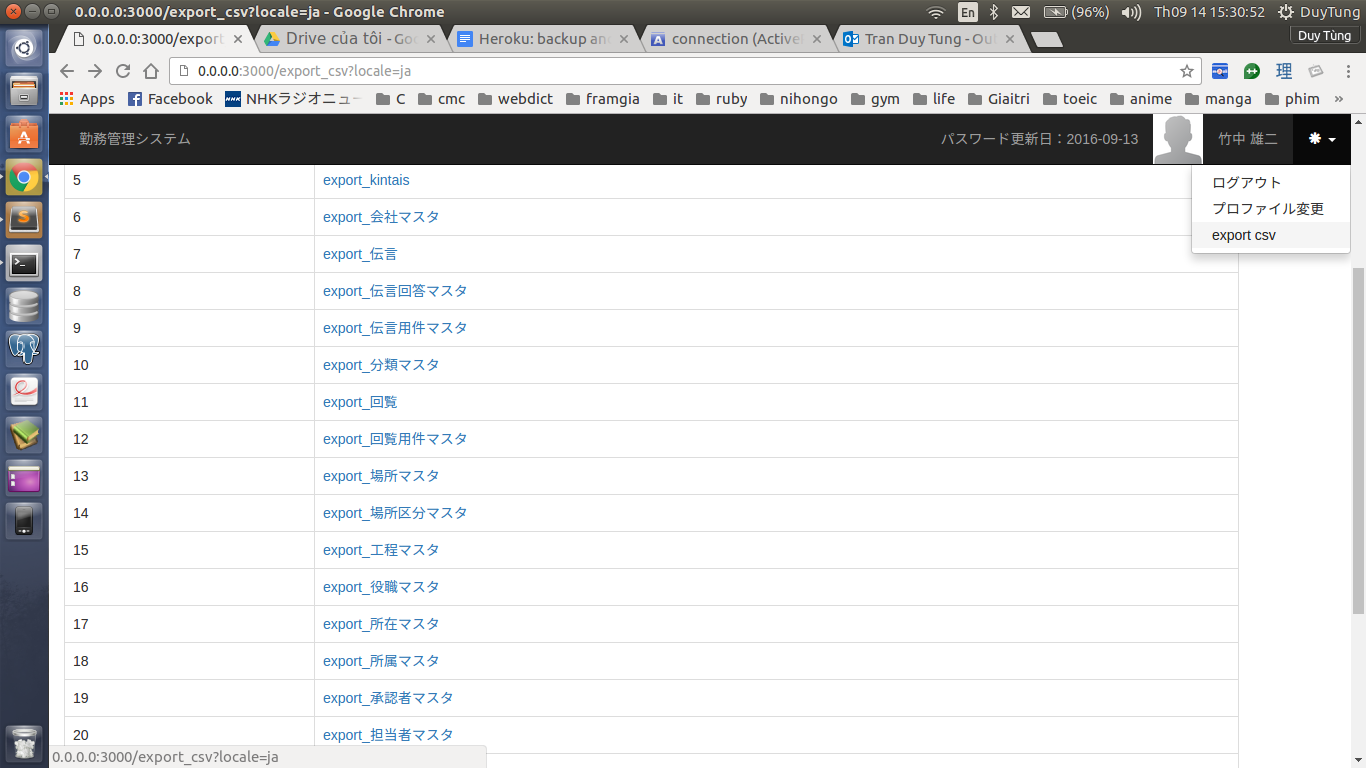 0.0.0.0:3000/export_csv?locale=ja - Google Chrome
En
(96%)
Th09 14 15:30:52
DuyTung
0.0.0.0:3000/export
Drive của tôi - Goo
Heroku: backup and
connection (Active
Tran Duy Tung - Out
Duy Tùng
0.0.0.0:3000/export_csv?locale=ja
Apps
Facebook
NHKラジオニュー
C
cmc
webdict
framgia
it
ruby
nihongo
gym
life
Giaitri
toeic
anime
manga
phim
»
勤務管理システム
パスワード更新日：2016-09-13
竹中 雄二
ログアウト
プロファイル変更
export csv
5 export_kintais
6 export_会社マスタ
7 export_伝言
8 export_伝言回答マスタ
9 export_伝言用件マスタ
10 export_分類マスタ
11 export_回覧
12 export_回覧用件マスタ
13 export_場所マスタ
14 export_場所区分マスタ
15 export_工程マスタ
16 export_役職マスタ
17 export_所在マスタ
18 export_所属マスタ
19 export_承認者マスタ
20 export_担当者マスタ
0.0.0.0:3000/export_csv?locale=ja